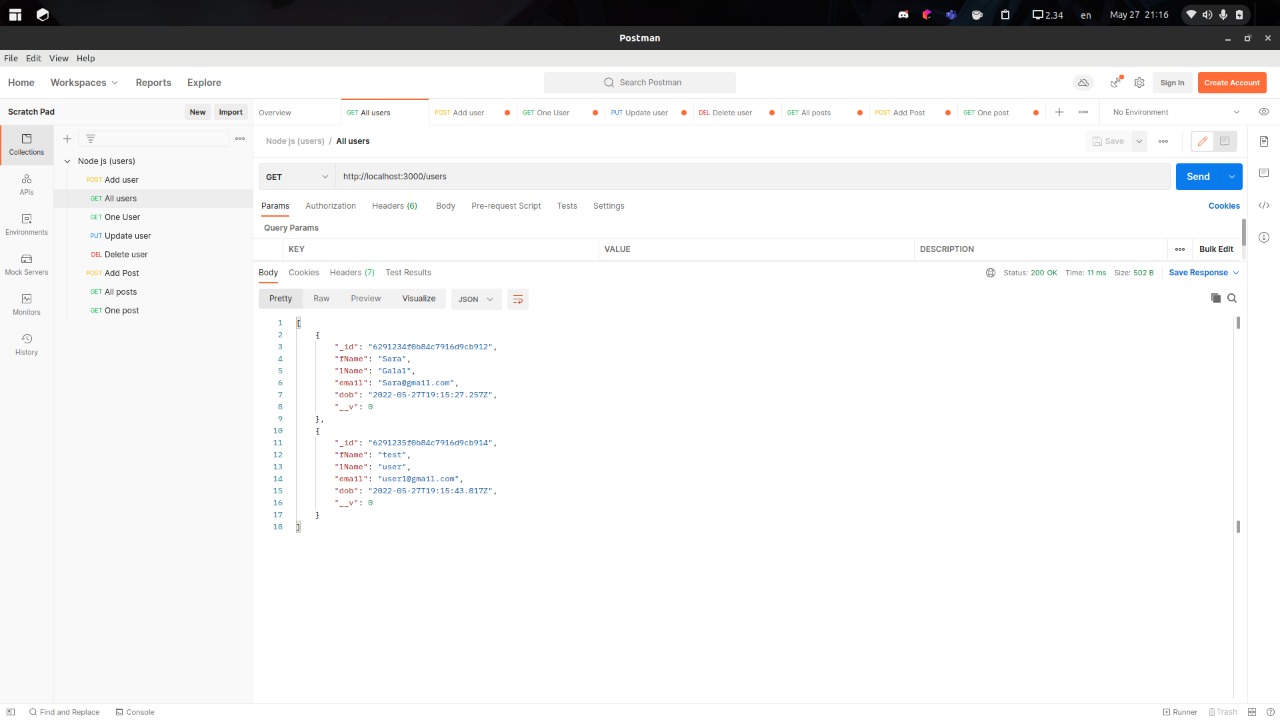 2.34 en May 27 21:16
Postman
File Edit View Help
Home Workspaces Reports Explore Search Postman Sign In Create Account
Scratch Pad New Import
Overview GET All users POST Add user GET One User PUT Update user DEL Delete user GET All posts POST Add Post GET One post No Environment
Collections
APIs
Environments
Mock Servers
Monitors
History
Node js (users)
POST Add user
GET All users
GET One User
PUT Update user
DEL Delete user
POST Add Post
GET All posts
GET One post
Node js (users) / All users Save
GET http://localhost:3000/users Send
Params Authorization Headers (6) Body Pre-request Script Tests Settings Cookies
Query Params
KEY VALUE DESCRIPTION Bulk Edit
Body Cookies Headers (7) Test Results Status: 200 OK Time: 11 ms Size: 502 B Save Response
Pretty Raw Preview Visualize JSON
1 [
2 {
3 "_id": "6291234f0b84c7916d9cb912",
4 "fName": "Sara",
5 "lName": "Galal",
6 "email": "Sara@gmail.com",
7 "dob": "2022-05-27T19:15:27.257Z",
8 "__v": 0
9 },
10 {
11 "_id": "6291235f0b84c7916d9cb914",
12 "fName": "test",
13 "lName": "user",
14 "email": "user1@gmail.com",
15 "dob": "2022-05-27T19:15:43.817Z",
16 "__v": 0
17 }
18 ]
Find and Replace Console Runner Trash